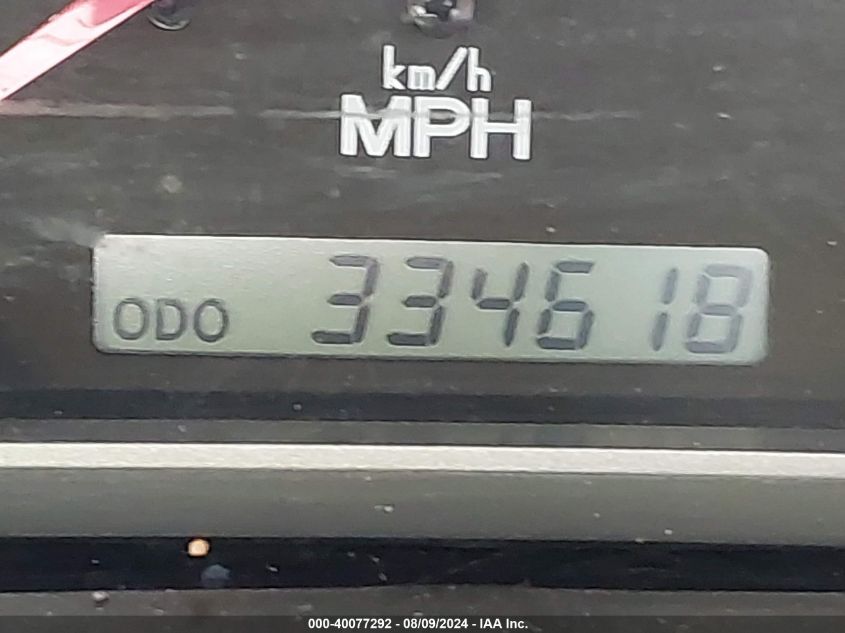 km/h
MPH
ODO 334618
000-40077292 - 08/09/2024 - IAA Inc.